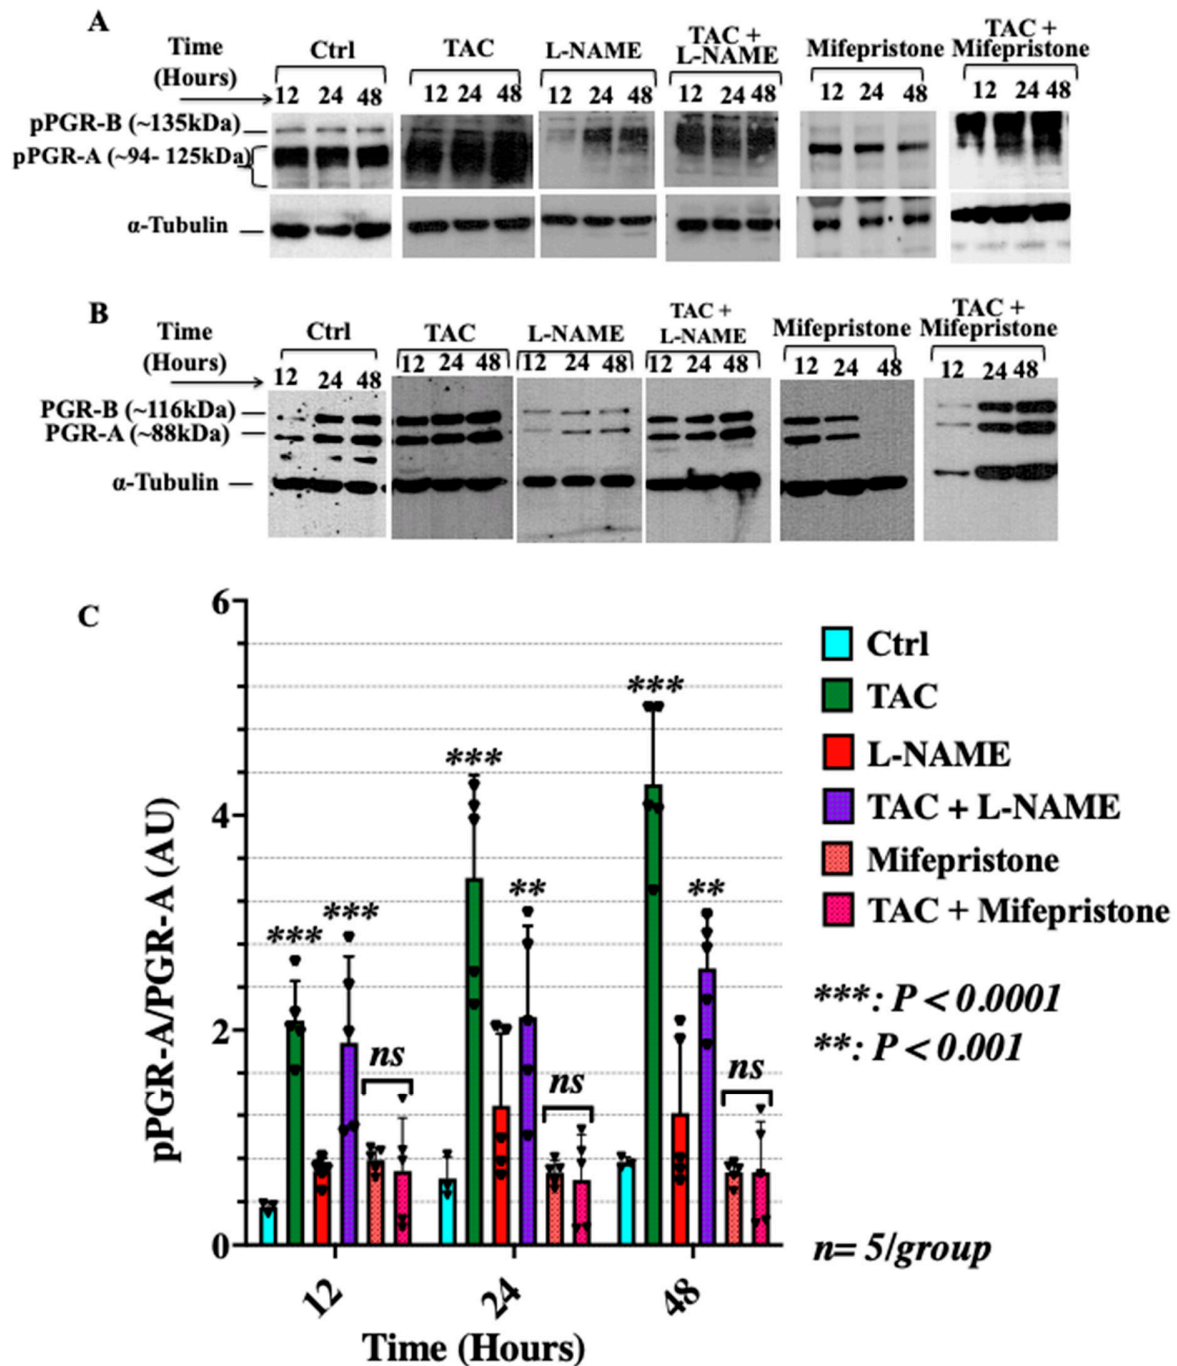 A
Time
(Hours)
Ctrl
TAC
L-NAME
TAC +
L-NAME
Mifepristone
TAC +
Mifepristone
12 24 48 12 24 48 12 24 48 12 24 48 12 24 48 12 24 48
pPGR-B (~135kDa)
pPGR-A (~94- 125kDa)
α-Tubulin
B
Time
(Hours)
Ctrl
TAC
L-NAME
TAC +
L-NAME
Mifepristone
TAC +
Mifepristone
12 24 48 12 24 48 12 24 48 12 24 48 12 24 48 12 24 48
PGR-B (~116kDa)
PGR-A (~88kDa)
α-Tubulin
C
pPGR-A/PGR-A (AU)
6
4
2
0
***
***
ns
***
**
ns
***
**
ns
12
24
48
Time (Hours)
Ctrl
TAC
L-NAME
TAC + L-NAME
Mifepristone
TAC + Mifepristone
***: P < 0.0001
**: P < 0.001
n= 5/group